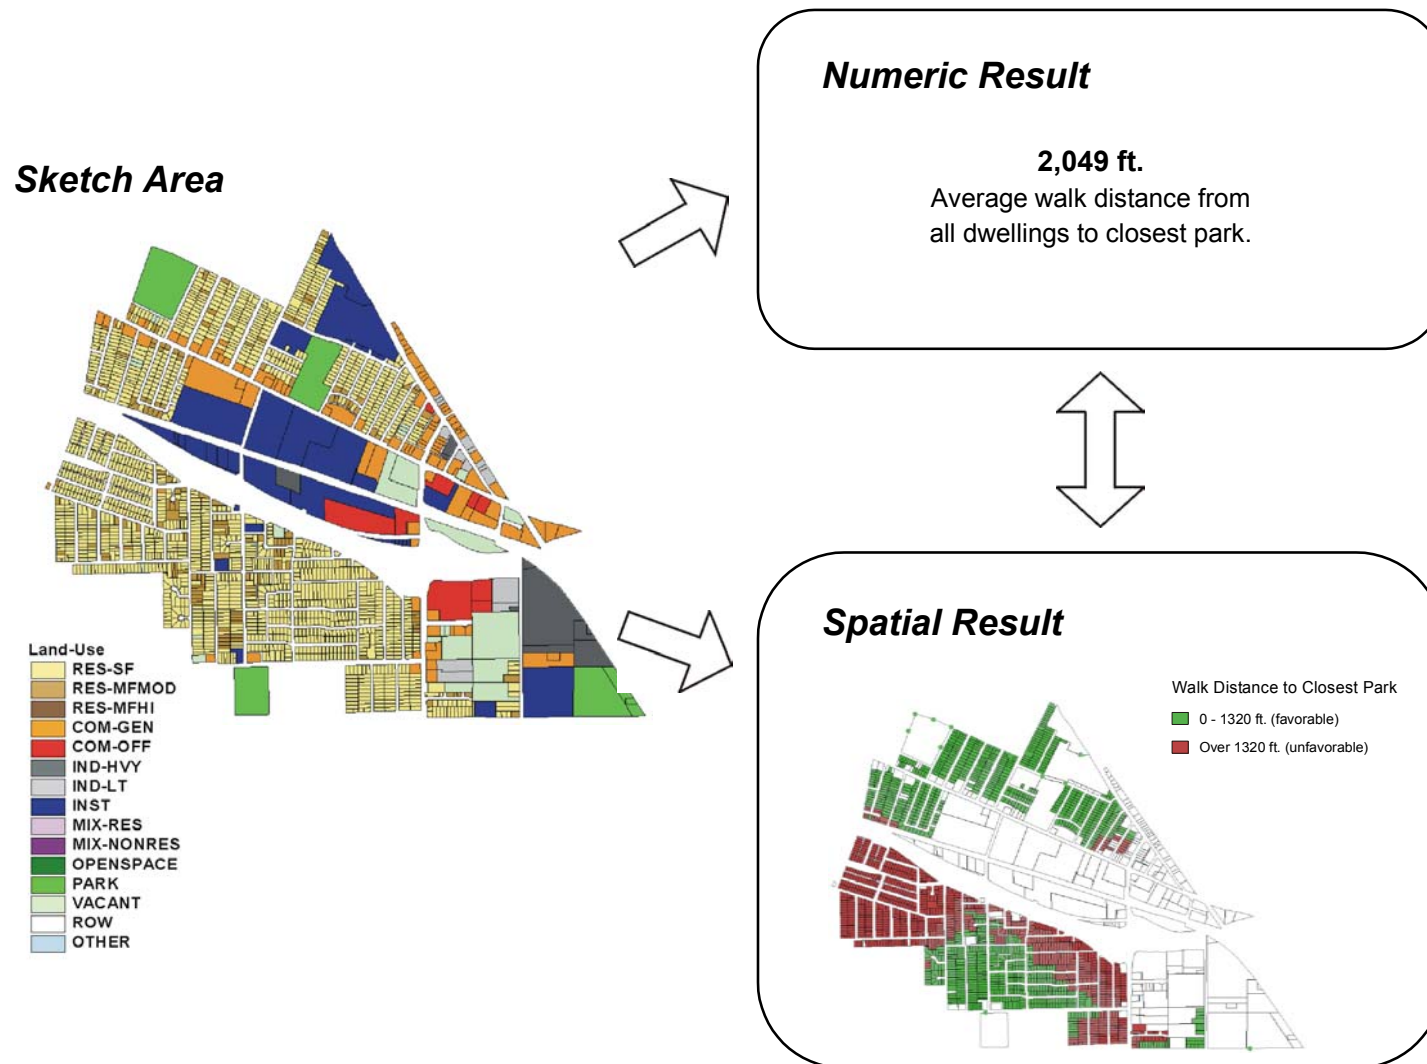 Sketch Area
Land-Use
RES-SF
RES-MFMOD
RES-MFHI
COM-GEN
COM-OFF
IND-HVY
IND-LT
INST
MIX-RES
MIX-NONRES
OPENSPACE
PARK
VACANT
ROW
OTHER
Numeric Result
2,049 ft.
Average walk distance from
all dwellings to closest park.
Spatial Result
Walk Distance to Closest Park
0 - 1320 ft. (favorable)
Over 1320 ft. (unfavorable)